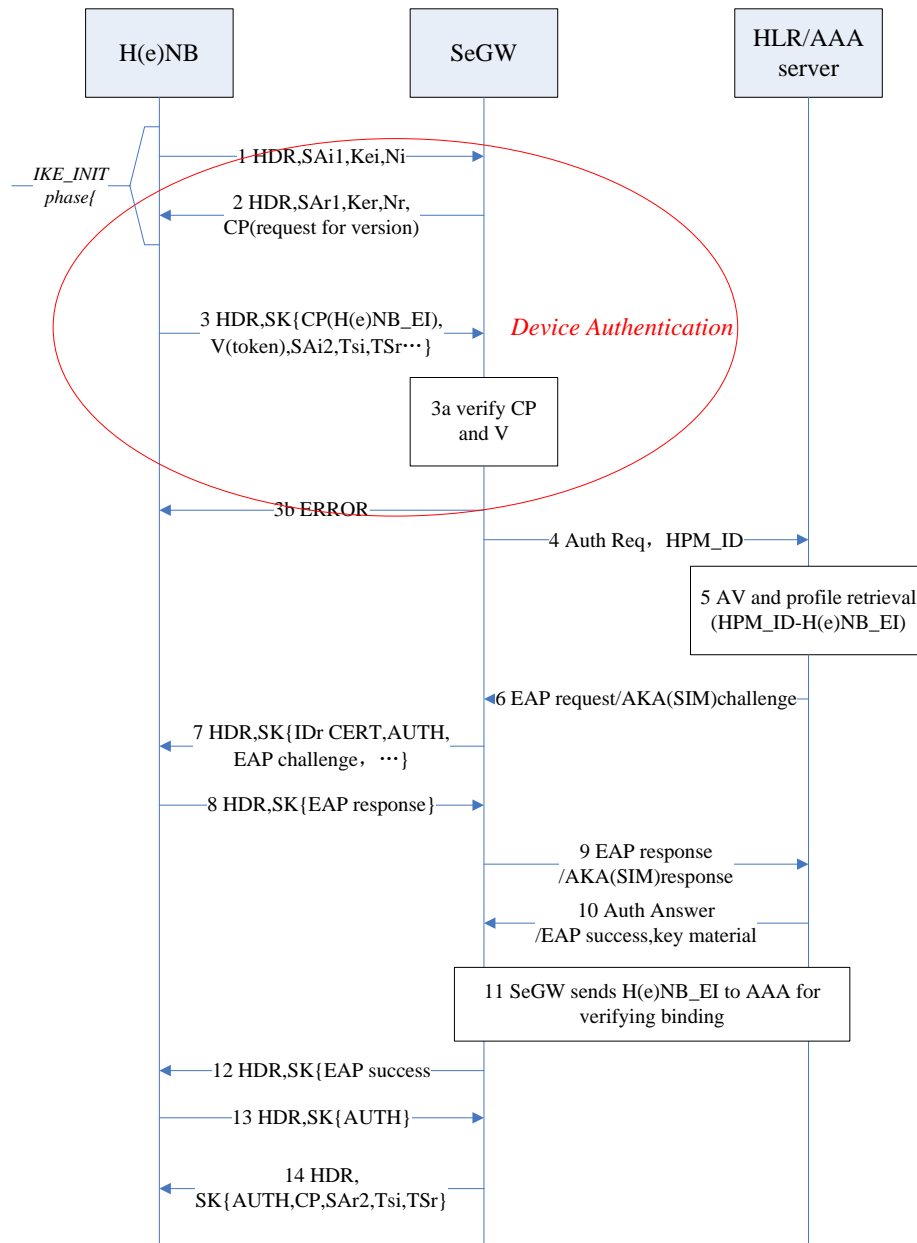 H(e)NB
SeGW
HLR/AAA
server
1 HDR,SAi1,Kei,Ni
IKE_INIT
phase{
2 HDR,SAr1,Ker,Nr,
CP(request for version)
3 HDR,SK{CP(H(e)NB_EI),
V(token),SAi2,Tsi,TSr…}
Device Authentication
3a verify CP
and V
3b ERROR
4 Auth Req，HPM_ID
5 AV and profile retrieval
(HPM_ID-H(e)NB_EI)
6 EAP request/AKA(SIM)challenge
7 HDR,SK{IDr CERT,AUTH,
EAP challenge，…}
8 HDR,SK{EAP response}
9 EAP response
/AKA(SIM)response
10 Auth Answer
/EAP success,key material
11 SeGW sends H(e)NB_EI to AAA for
verifying binding
12 HDR,SK{EAP success
13 HDR,SK{AUTH}
14 HDR,
SK{AUTH,CP,SAr2,Tsi,TSr}